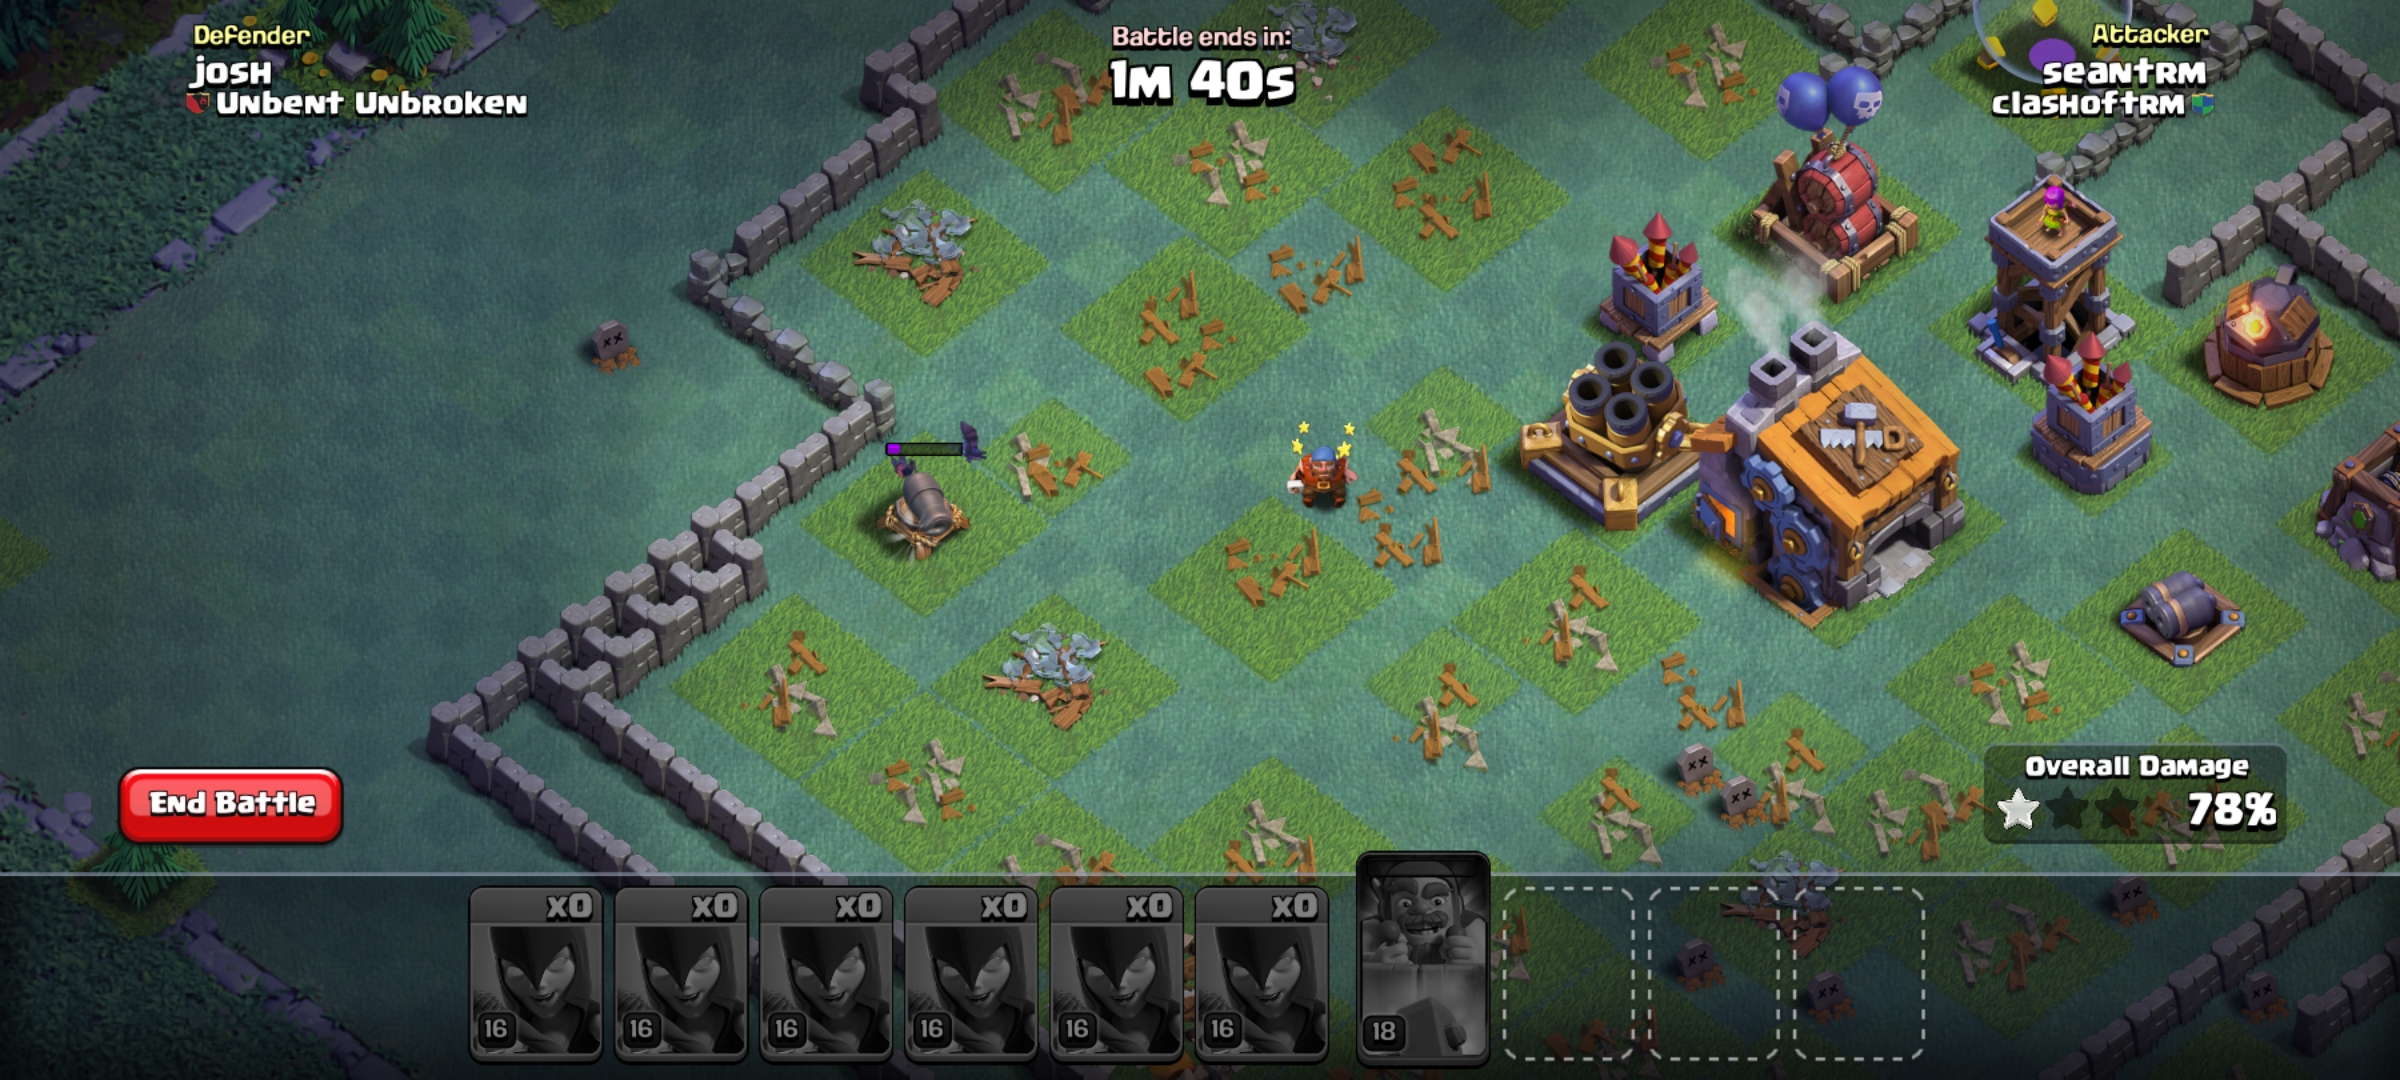 Defender
josh
Unbent Unbroken
Battle ends in:
1m 40s
Attacker
seantrm
clashoftrm
End Battle
Overall Damage
78%
x0
x0
x0
x0
x0
x0
16
16
16
16
16
16
18